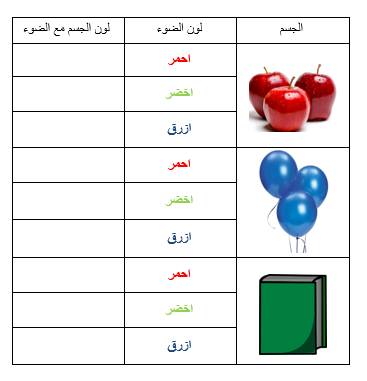 الجسم لون الضوء لون الجسم مع الضوء
احمر
اخضر
ازرق
احمر
اخضر
ازرق
احمر
اخضر
ازرق